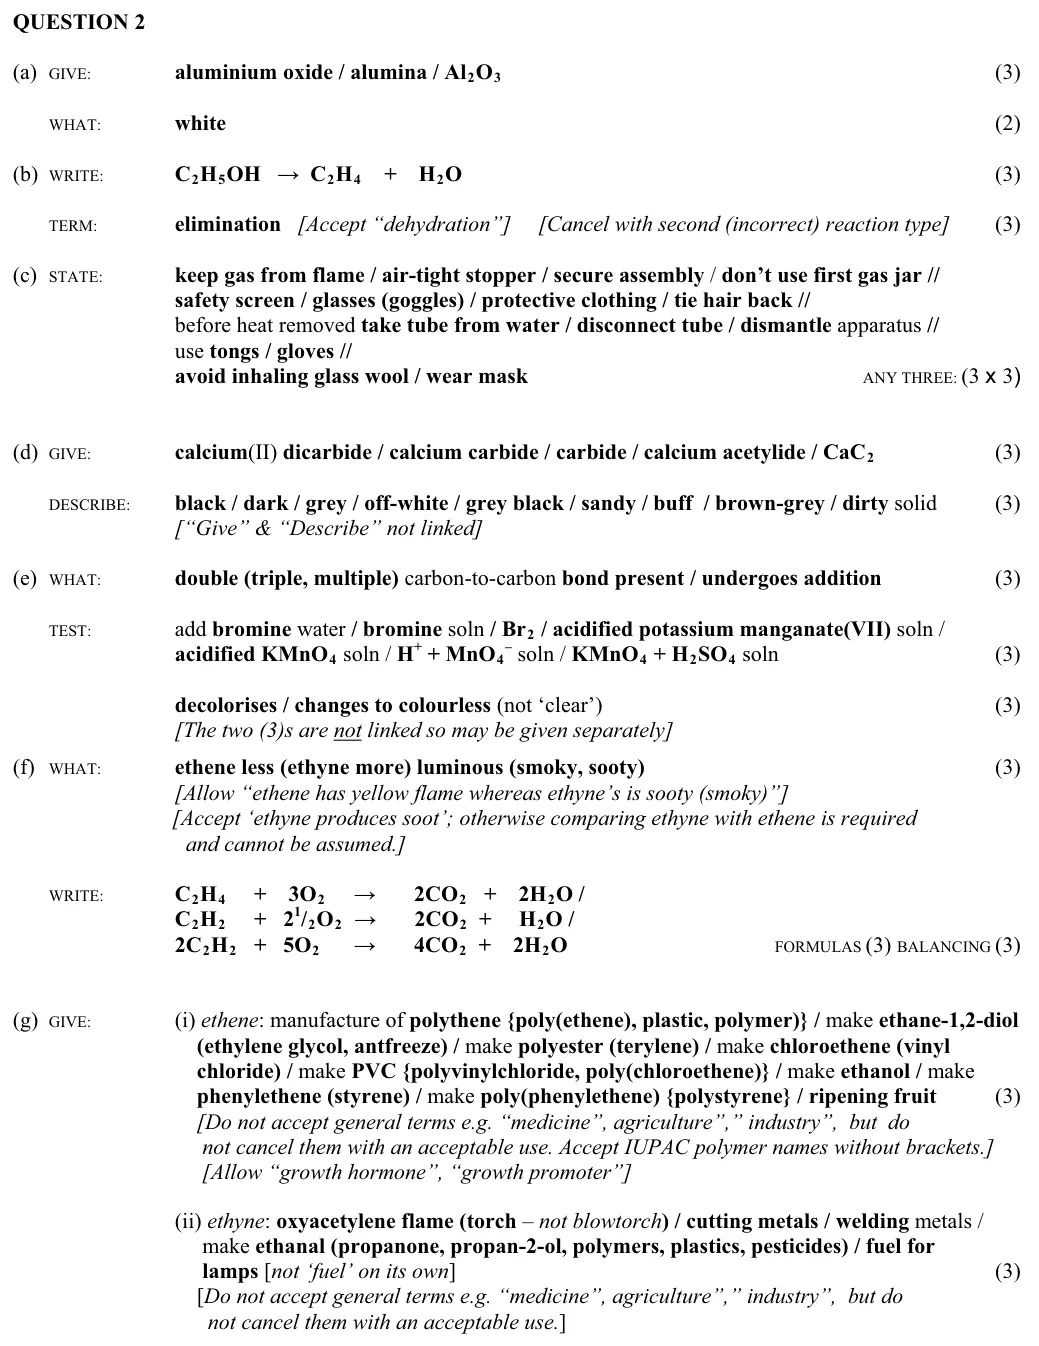 QUESTION 2
(a) GIVE: aluminium oxide / alumina / Al₂O₃ (3)
WHAT: white (2)
(b) WRITE: C₂H₅OH → C₂H₄ + H₂O (3)
TERM: elimination [Accept “dehydration”] [Cancel with second (incorrect) reaction type] (3)
(c) STATE: keep gas from flame / air-tight stopper / secure assembly / don’t use first gas jar //
safety screen / glasses (goggles) / protective clothing / tie hair back //
before heat removed take tube from water / disconnect tube / dismantle apparatus //
use tongs / gloves //
avoid inhaling glass wool / wear mask ANY THREE: (3 x 3)
(d) GIVE: calcium(II) dicarbide / calcium carbide / carbide / calcium acetylide / CaC₂ (3)
DESCRIBE: black / dark / grey / off-white / grey black / sandy / buff / brown-grey / dirty solid (3)
[“Give” & “Describe” not linked]
(e) WHAT: double (triple, multiple) carbon-to-carbon bond present / undergoes addition (3)
TEST: add bromine water / bromine soln / Br₂ / acidified potassium manganate(VII) soln /
acidified KMnO₄ soln / H⁺ + MnO₄⁻ soln / KMnO₄ + H₂SO₄ soln (3)
decolorises / changes to colourless (not ‘clear’) (3)
[The two (3)s are not linked so may be given separately]
(f) WHAT: ethene less (ethyne more) luminous (smoky, sooty) (3)
[Allow “ethene has yellow flame whereas ethyne’s is sooty (smoky)”]
[Accept ‘ethyne produces soot’; otherwise comparing ethyne with ethene is required
and cannot be assumed.]
WRITE: C₂H₄ + 3O₂ → 2CO₂ + 2H₂O /
C₂H₂ + 2¹/₂O₂ → 2CO₂ + H₂O /
2C₂H₂ + 5O₂ → 4CO₂ + 2H₂O FORMULAS (3) BALANCING (3)
(g) GIVE: (i) ethene: manufacture of polythene {poly(ethene), plastic, polymer)} / make ethane-1,2-diol
(ethylene glycol, antfreeze) / make polyester (terylene) / make chloroethene (vinyl
chloride) / make PVC {polyvinylchloride, poly(chloroethene)} / make ethanol / make
phenylethene (styrene) / make poly(phenylethene) {polystyrene} / ripening fruit (3)
[Do not accept general terms e.g. “medicine”, agriculture”,” industry”, but do
not cancel them with an acceptable use. Accept IUPAC polymer names without brackets.]
[Allow “growth hormone”, “growth promoter”]
(ii) ethyne: oxyacetylene flame (torch – not blowtorch) / cutting metals / welding metals /
make ethanal (propanone, propan-2-ol, polymers, plastics, pesticides) / fuel for
lamps [not ‘fuel’ on its own] (3)
[Do not accept general terms e.g. “medicine”, agriculture”,” industry”, but do
not cancel them with an acceptable use.]